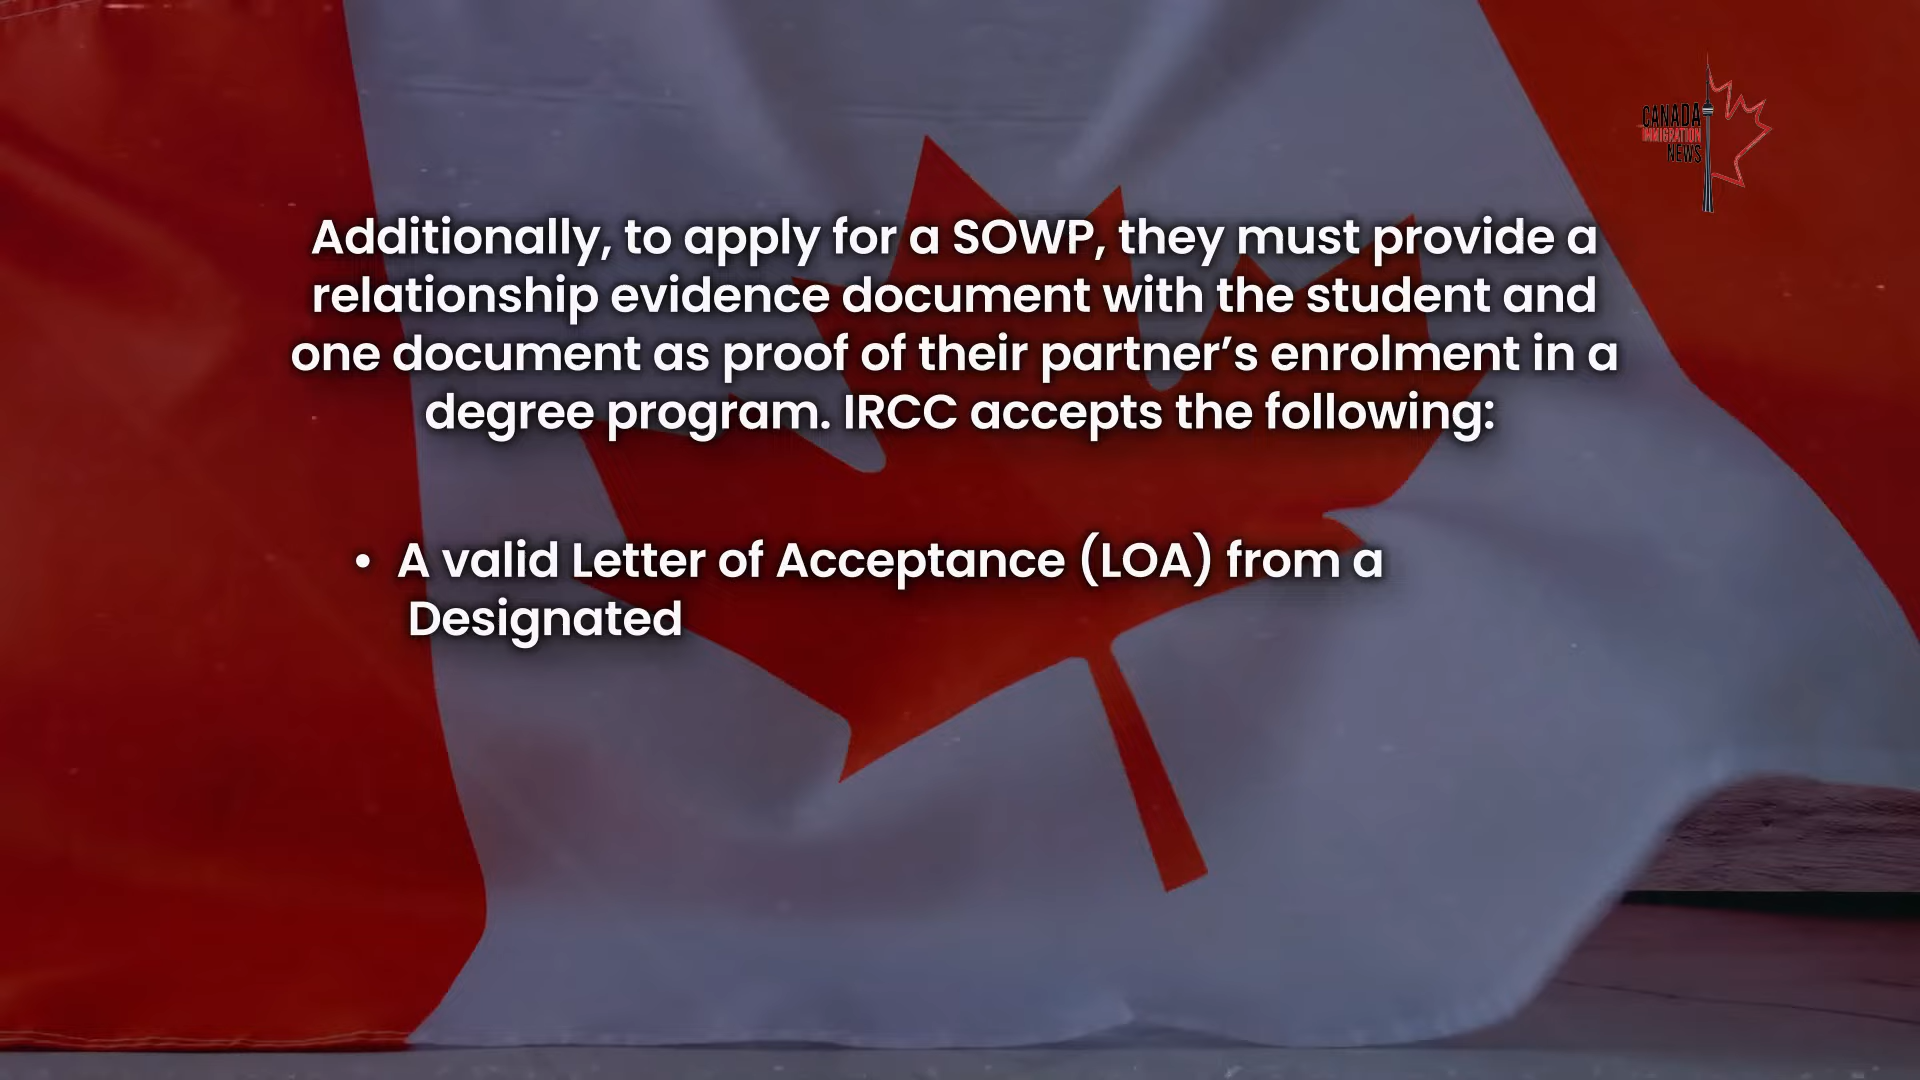 CANADA
IMMIGRATION
NEWS
Additionally, to apply for a SOWP, they must provide a
relationship evidence document with the student and
one document as proof of their partner’s enrolment in a
degree program. IRCC accepts the following:
• A valid Letter of Acceptance (LOA) from a
Designated